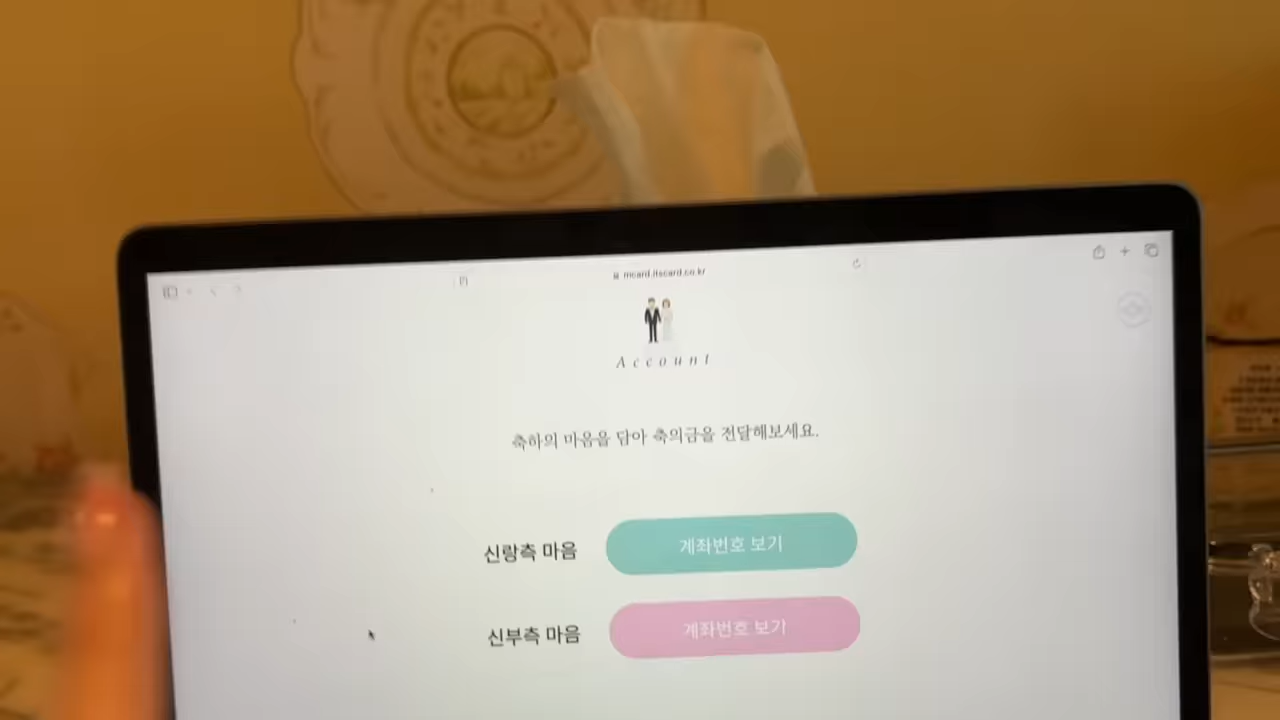 mcard.itscard.co.kr
Account
축하의 마음을 담아 축의금을 전달해보세요.
신랑측 마음 계좌번호 보기
신부측 마음 계좌번호 보기